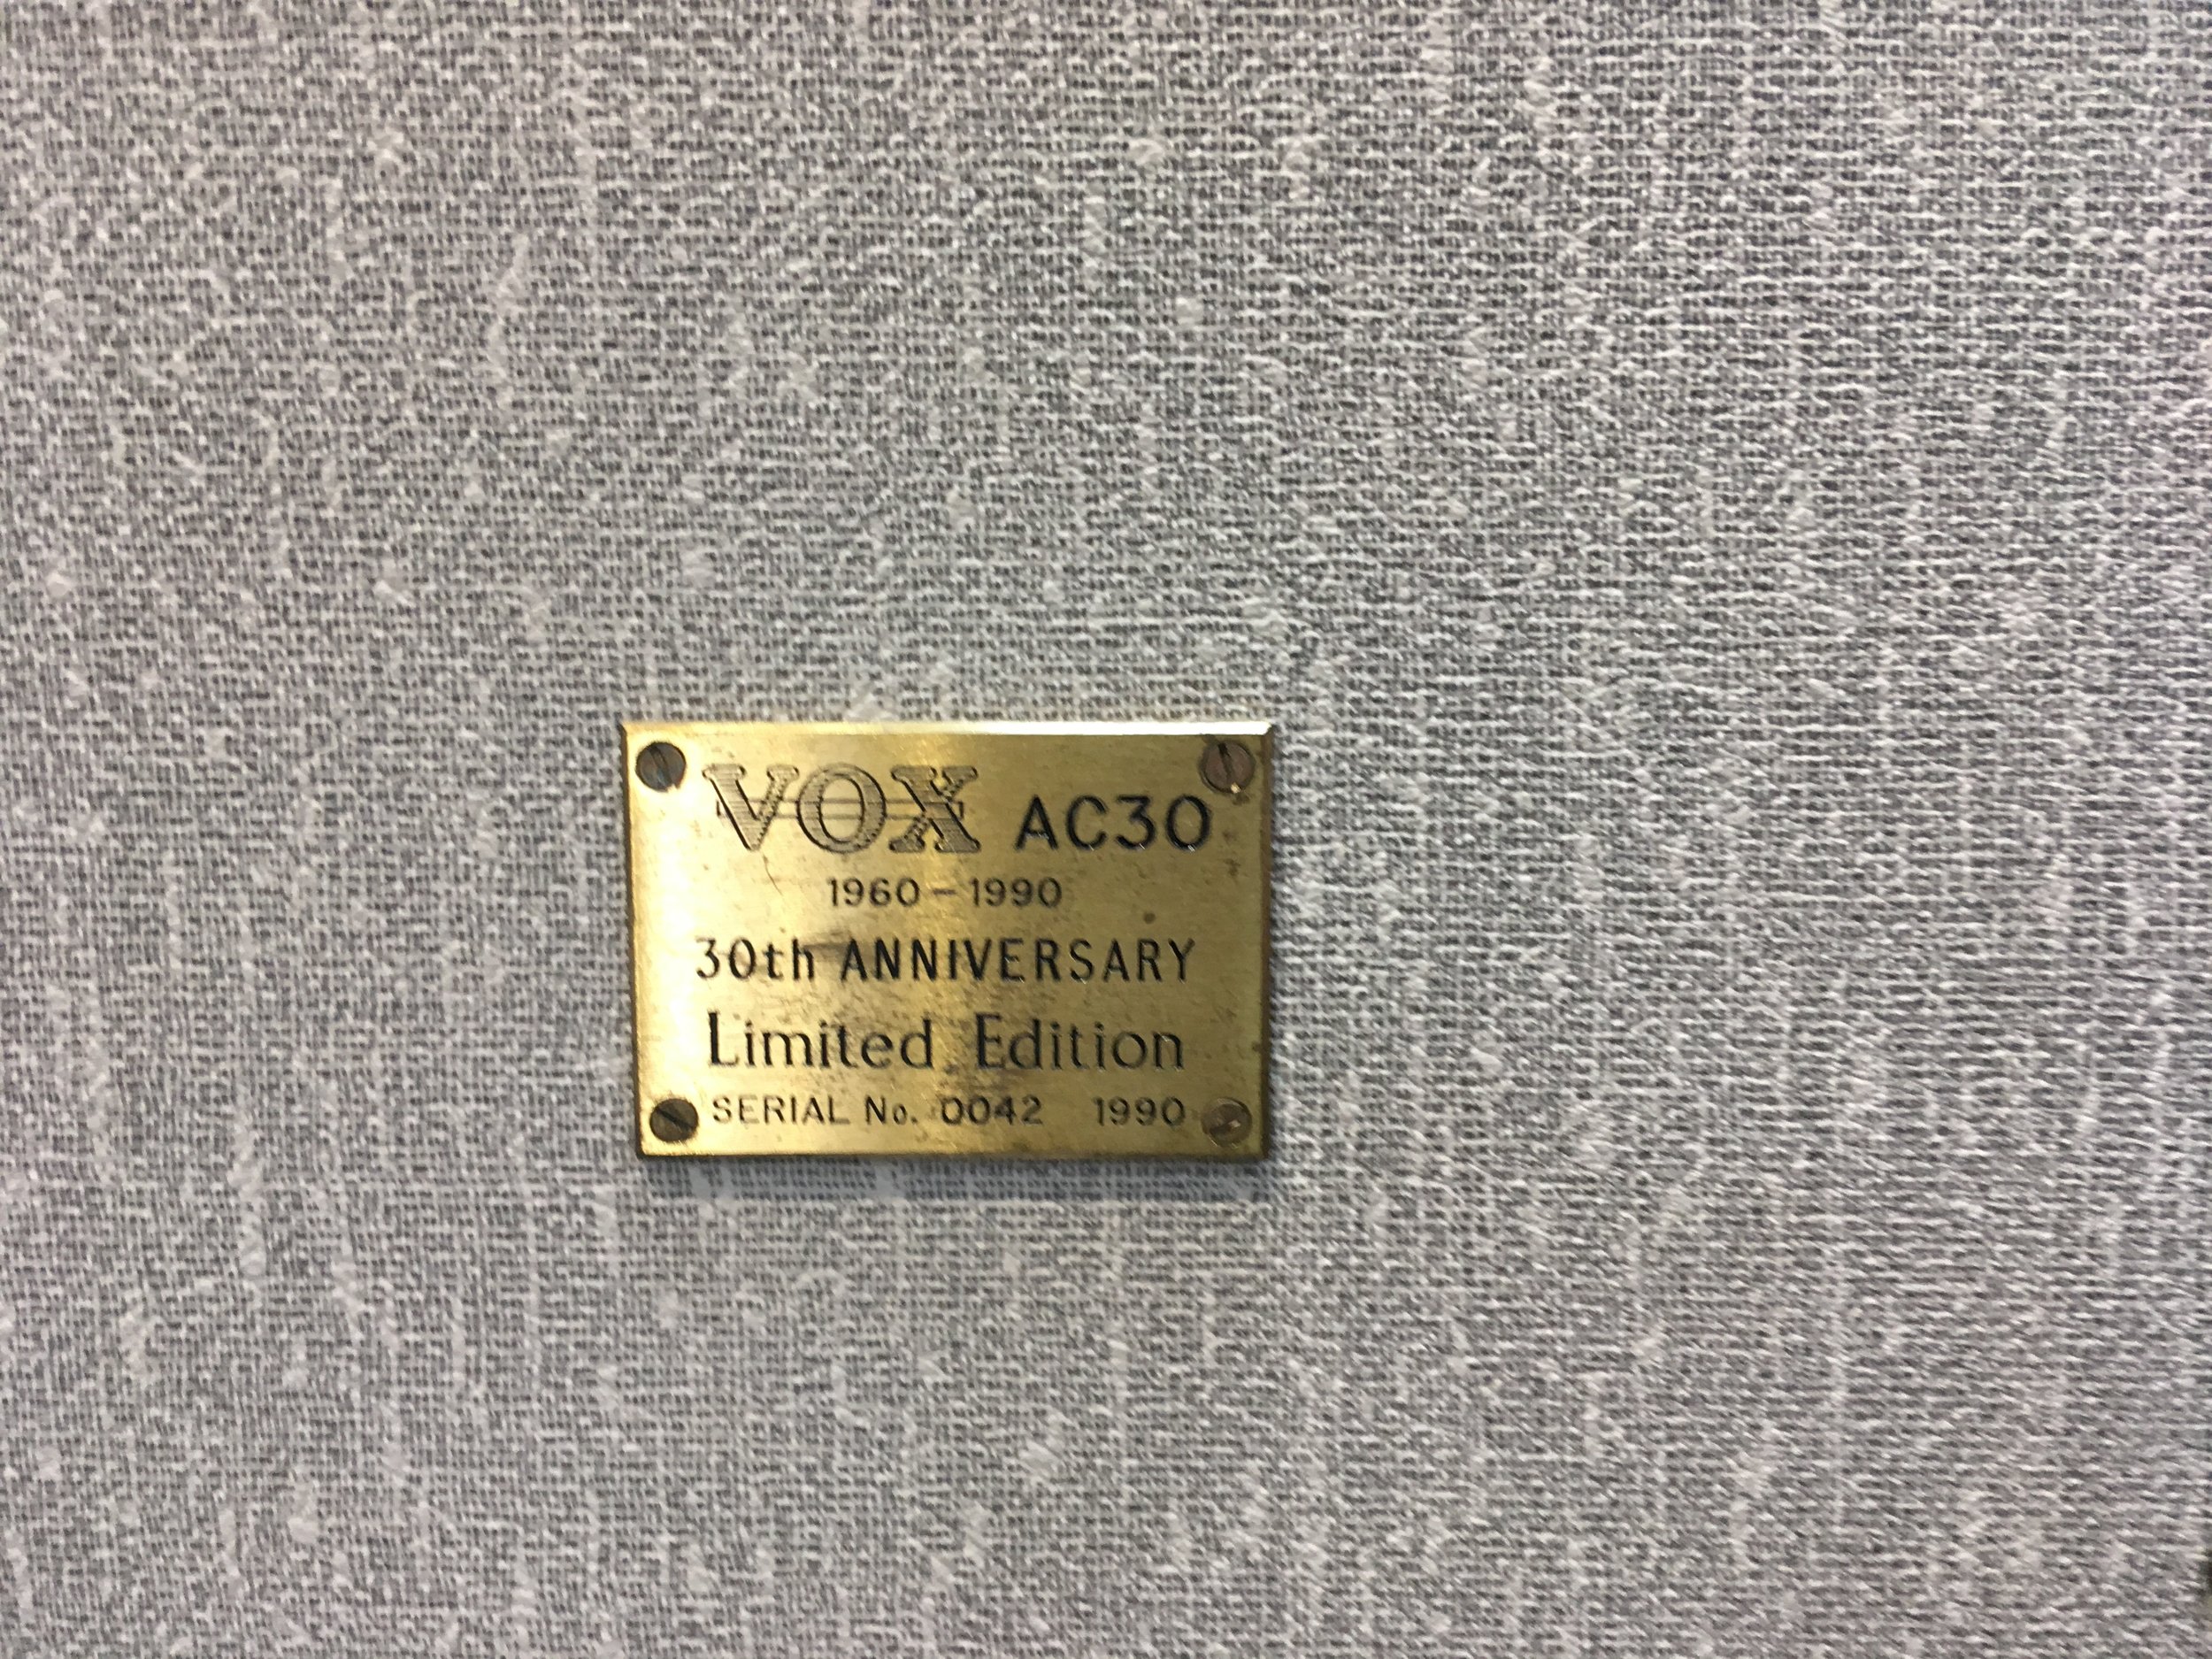 VOX AC30
1960-1990
30th ANNIVERSARY
Limited Edition
SERIAL No. 0042 1990